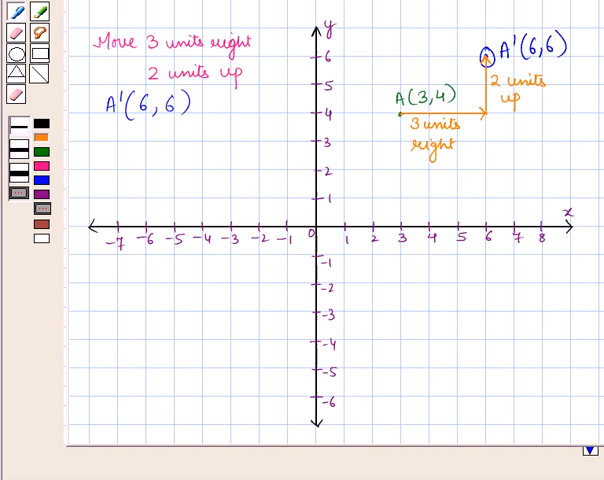 Move 3 units right
2 units up
A'(6,6)
y
A'(6,6)
2 units
up
A(3,4)
3 units
right
6
5
4
3
2
1
x
-7 -6 -5 -4 -3 -2 -1 0 1 2 3 4 5 6 7 8
-1
-2
-3
-4
-5
-6